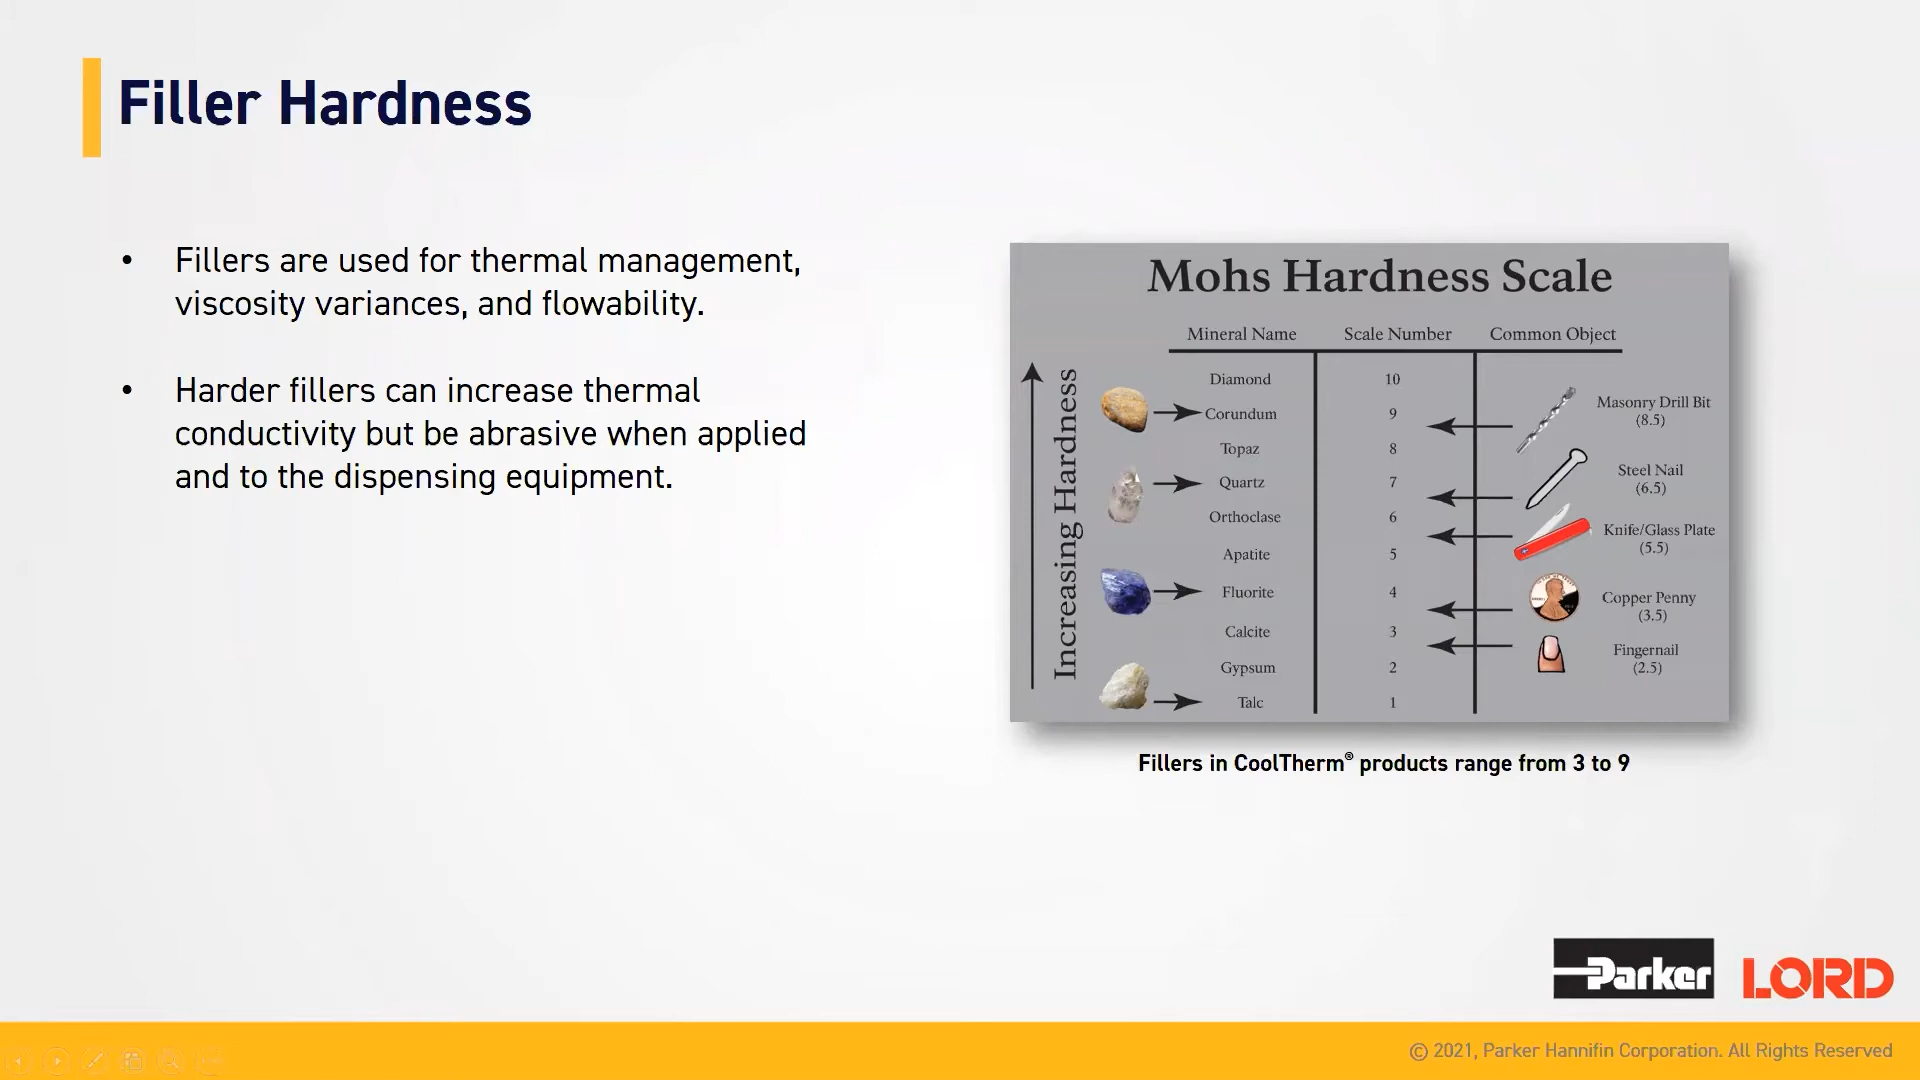 Filler Hardness
• Fillers are used for thermal management,
viscosity variances, and flowability.
• Harder fillers can increase thermal
conductivity but be abrasive when applied
and to the dispensing equipment.
Mohs Hardness Scale
Mineral Name Scale Number Common Object
Increasing Hardness
Diamond 10
Masonry Drill Bit
(8.5)
Corundum 9
Topaz 8
Steel Nail
(6.5)
Quartz 7
Orthoclase 6
Knife/Glass Plate
(5.5)
Apatite 5
Fluorite 4
Copper Penny
(3.5)
Calcite 3
Fingernail
(2.5)
Gypsum 2
Talc 1
Fillers in CoolTherm® products range from 3 to 9
Parker LORD
© 2021, Parker Hannifin Corporation. All Rights Reserved